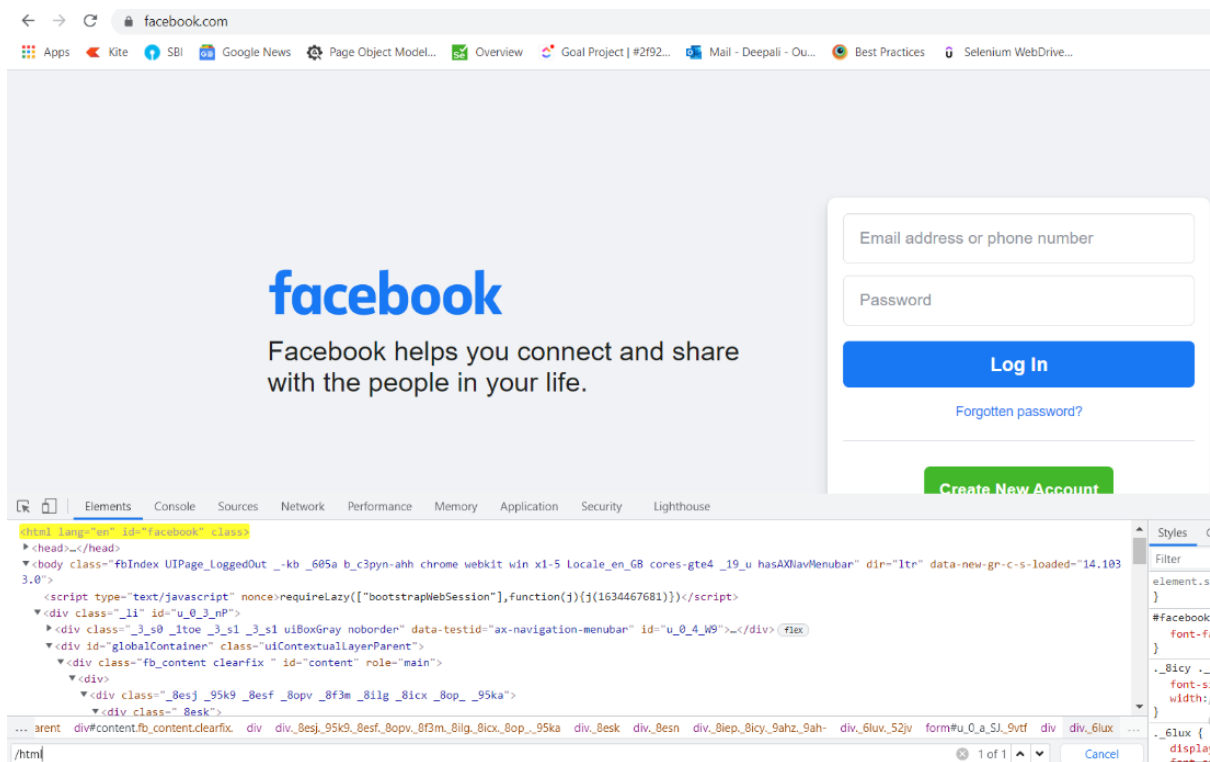 facebook.com
Apps Kite SBI Google News Page Object Model... Overview Goal Project | #2f92... Mail - Deepali - Ou... Best Practices Selenium WebDrive...
Email address or phone number
facebook
Password
Facebook helps you connect and share
with the people in your life.
Log In
Forgotten password?
Create New Account
Elements Console Sources Network Performance Memory Application Security Lighthouse
<html lang="en" id="facebook" class>
<head>…</head>
<body class="fbIndex UIPage_LoggedOut _-kb _605a b_c3pyn-ahh chrome webkit win x1-5 Locale_en_GB cores-gte4 _19_u hasAXNavMenubar" dir="ltr" data-new-gr-c-s-loaded="14.103
3.0">
<script type="text/javascript" nonce>requireLazy(["bootstrapWebSession"],function(j){j(1634467681)})</script>
<div class="_li" id="u_0_3_nP">
<div class="_3_s0 _1toe _3_s1 _3_s1 uiBoxGray noborder" data-testid="ax-navigation-menubar" id="u_0_4_W9">…</div> flex
<div id="globalContainer" class="uiContextualLayerParent">
<div class="fb_content clearfix " id="content" role="main">
<div>
<div class="_8esj _95k9 _8esf _8opv _8f3m _8ilg _8icx _8op_ _95ka">
<div class="_8esk">
... arent div#content.fb_content.clearfix. div div._8esj._95k9._8esf._8opv._8f3m._8ilg._8icx._8op_._95ka div._8esk div._8esn div._8iep._8icy._9ahz._9ah- div._6luv._52jv form#u_0_a_SJ._9vtf div div._6lux ...
/html 1 of 1 Cancel
Styles
Filter
element.s
}
#facebook
font-fa
}
._8icy ._
font-si
width:
}
._6lux {
display